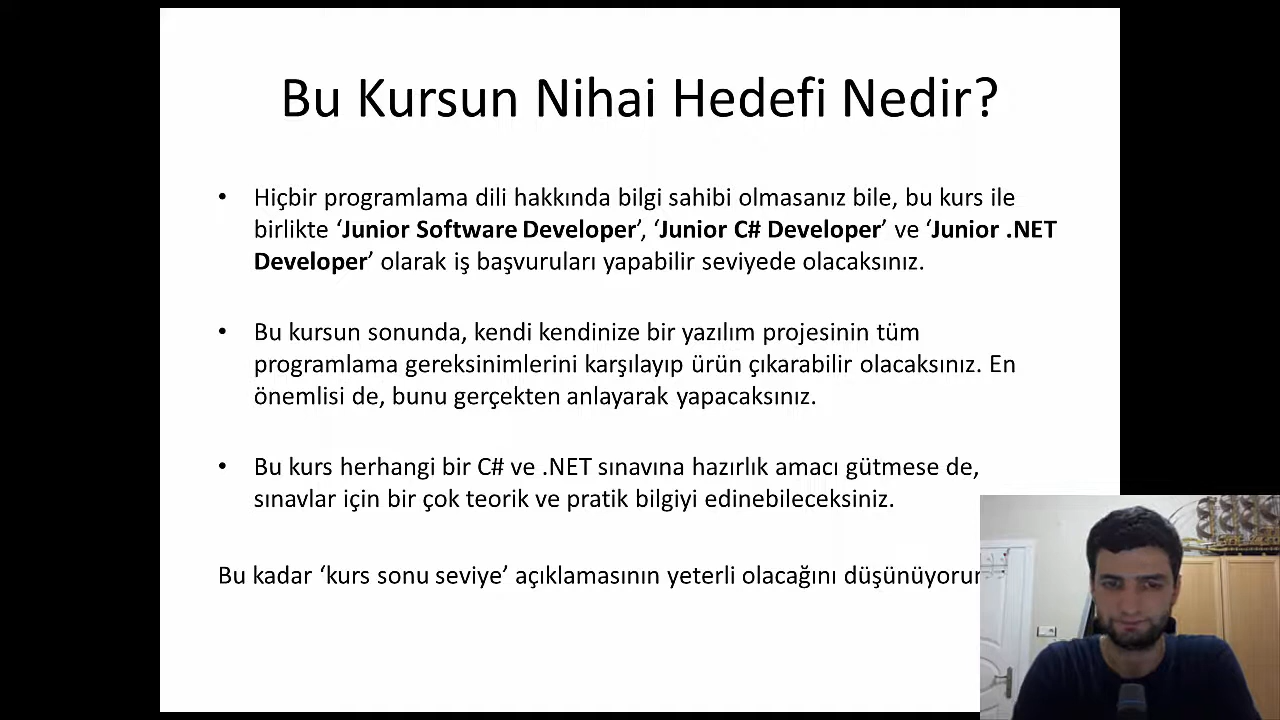 Bu Kursun Nihai Hedefi Nedir?
• Hiçbir programlama dili hakkında bilgi sahibi olmasanız bile, bu kurs ile
birlikte ‘Junior Software Developer’, ‘Junior C# Developer’ ve ‘Junior .NET
Developer’ olarak iş başvuruları yapabilir seviyede olacaksınız.
• Bu kursun sonunda, kendi kendinize bir yazılım projesinin tüm
programlama gereksinimlerini karşılayıp ürün çıkarabilir olacaksınız. En
önemlisi de, bunu gerçekten anlayarak yapacaksınız.
• Bu kurs herhangi bir C# ve .NET sınavına hazırlık amacı gütmese de,
sınavlar için bir çok teorik ve pratik bilgiyi edinebileceksiniz.
Bu kadar ‘kurs sonu seviye’ açıklamasının yeterli olacağını